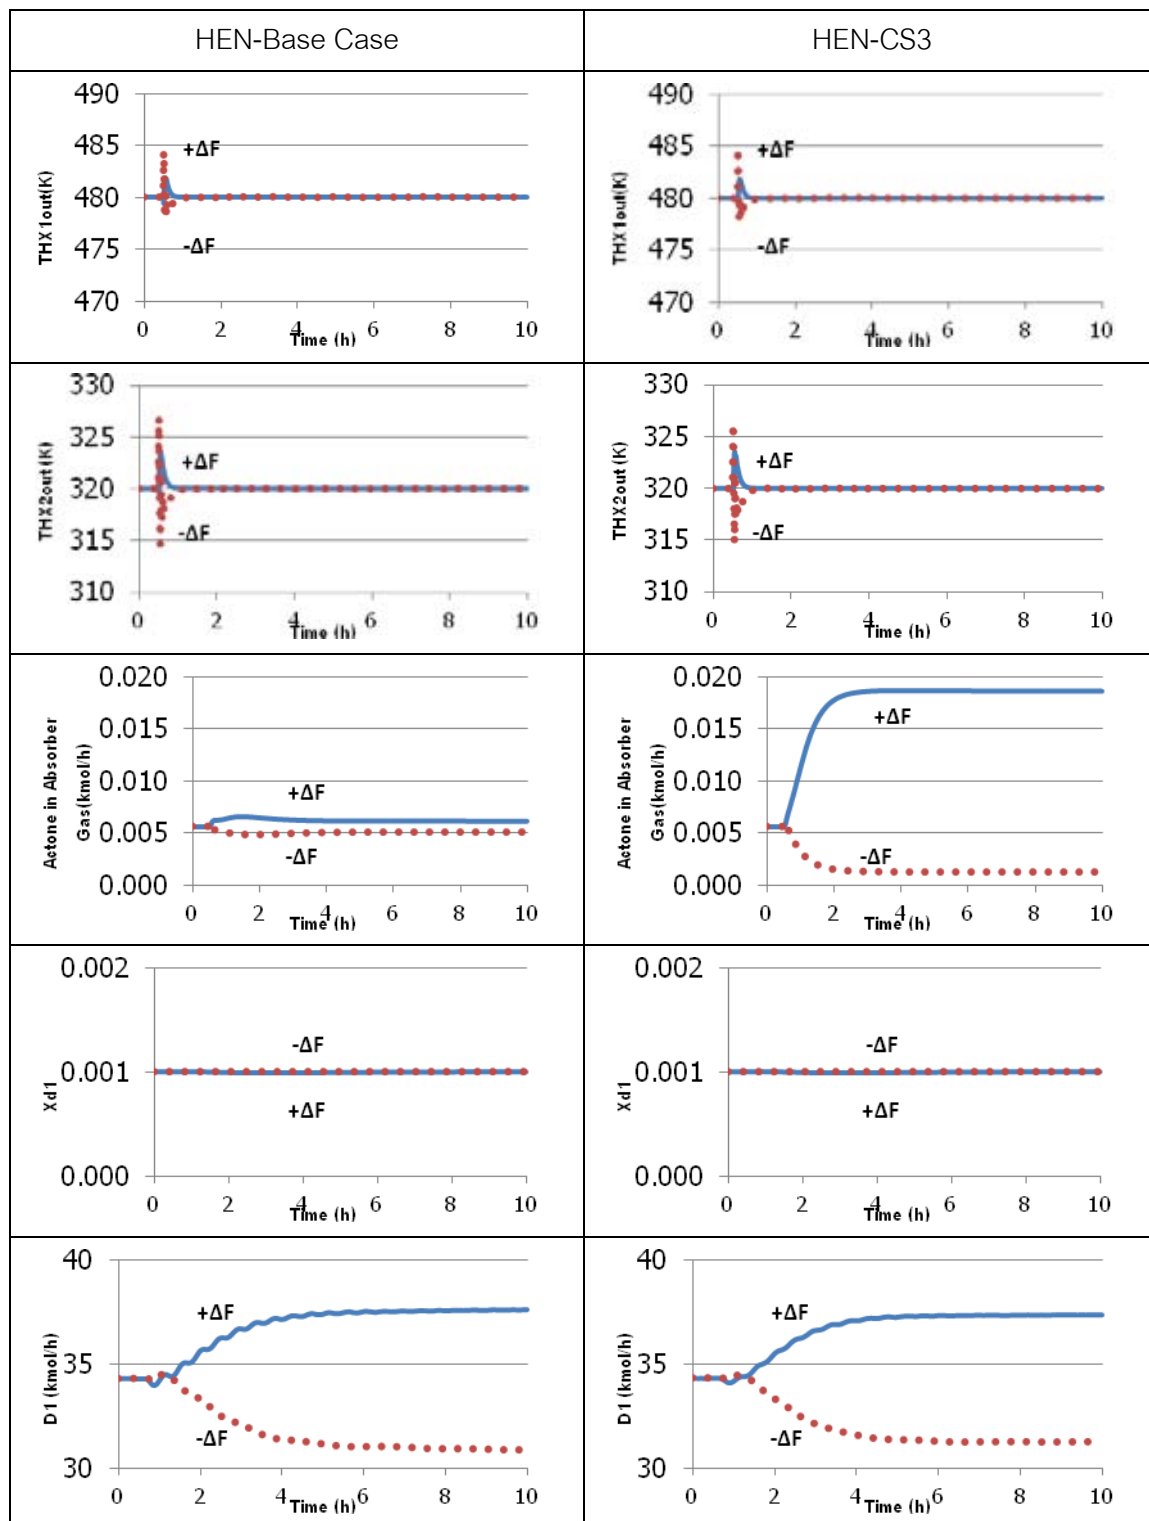 HEN-Base Case
HEN-CS3
THX1out(K)
490
485
480
475
470
+ΔF
-ΔF
0 2 4 6 8 10
Time (h)
THX1out(K)
490
485
480
475
470
+ΔF
-ΔF
0 2 4 6 8 10
Time (h)
THX2out(K)
330
325
320
315
310
+ΔF
-ΔF
0 2 4 6 8 10
Time (h)
THX2out(K)
330
325
320
315
310
+ΔF
-ΔF
0 2 4 6 8 10
Time (h)
Actone in Absorber
Gas(kmol/h)
0.020
0.015
0.010
0.005
0.000
+ΔF
-ΔF
0 2 4 6 8 10
Time (h)
Actone in Absorber
Gas(kmol/h)
0.020
0.015
0.010
0.005
0.000
+ΔF
-ΔF
0 2 4 6 8 10
Time (h)
Xd1
0.002
0.001
0.000
-ΔF
+ΔF
0 2 4 6 8 10
Time (h)
Xd1
0.002
0.001
0.000
-ΔF
+ΔF
0 2 4 6 8 10
Time (h)
D1 (kmol/h)
40
35
30
+ΔF
-ΔF
0 2 4 6 8 10
Time (h)
D1 (kmol/h)
40
35
30
+ΔF
-ΔF
0 2 4 6 8 10
Time (h)